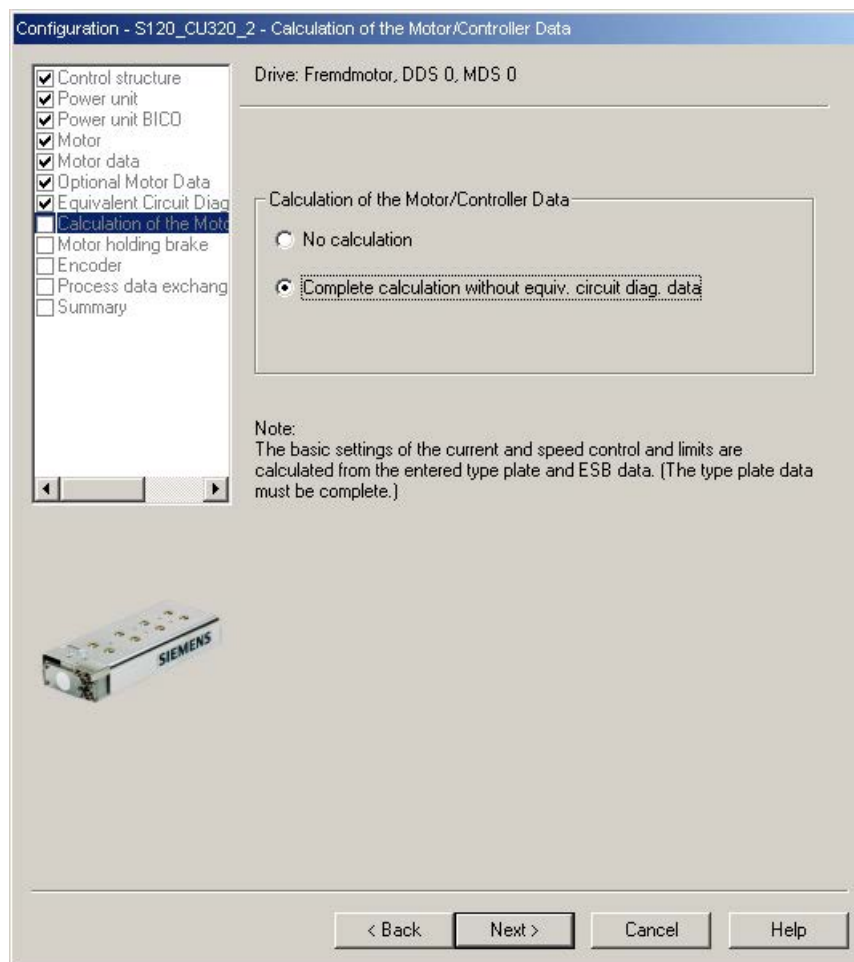 Configuration - S120_CU320_2 - Calculation of the Motor/Controller Data
Control structure
Power unit
Power unit BICO
Motor
Motor data
Optional Motor Data
Equivalent Circuit Diag
Calculation of the Moto
Motor holding brake
Encoder
Process data exchang
Summary
Drive: Fremdmotor, DDS 0, MDS 0
Calculation of the Motor/Controller Data
No calculation
Complete calculation without equiv. circuit diag. data
Note:
The basic settings of the current and speed control and limits are
calculated from the entered type plate and ESB data. (The type plate data
must be complete.)
SIEMENS
< Back
Next >
Cancel
Help